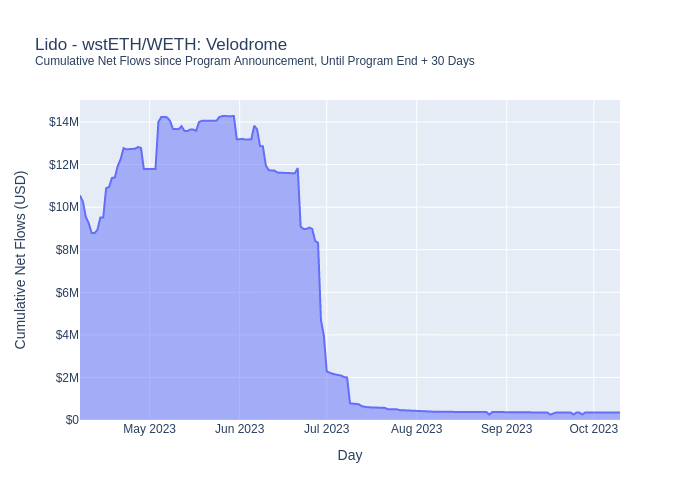 Lido - wstETH/WETH: Velodrome
Cumulative Net Flows since Program Announcement, Until Program End + 30 Days
Cumulative Net Flows (USD)
$14M
$12M
$10M
$8M
$6M
$4M
$2M
$0
May 2023
Jun 2023
Jul 2023
Aug 2023
Sep 2023
Oct 2023
Day